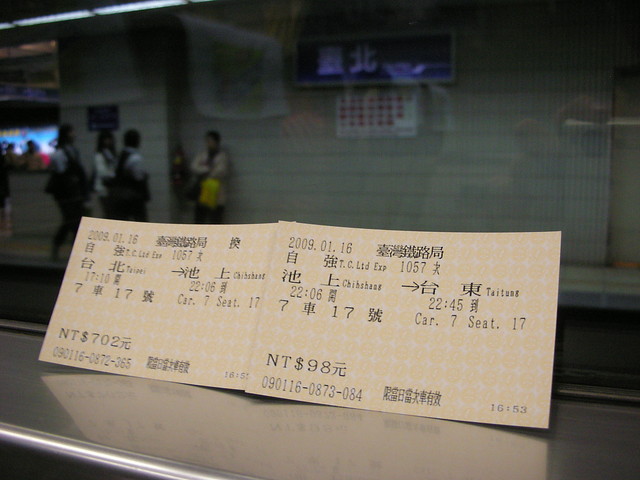 臺北
2009.01.16 臺灣鐵路局 換
自 強 T.C.Ltd Exp 1057 次
台 北 Taipei → 池 上 Chihshang
17:10 開 22:06 到
7 車 17 號 Car. 7 Seat. 17
NT$702元
090116-0872-365 限當日當次車有效
2009.01.16 臺灣鐵路局
自 強 T.C.Ltd Exp 1057 次
池 上 Chihshang → 台 東 Taitung
22:06 開 22:45 到
7 車 17 號 Car. 7 Seat. 17
NT$98元
090116-0873-084 限當日當次車有效
16:53